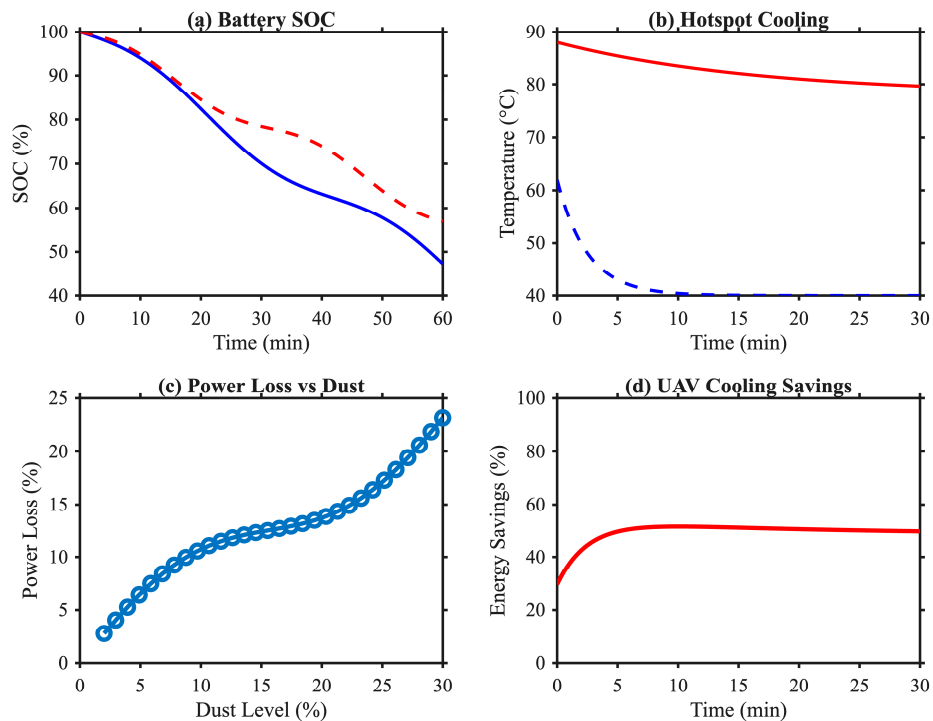 (a) Battery SOC
100
90
80
70
60
50
40
SOC (%)
0 10 20 30 40 50 60
Time (min)
(b) Hotspot Cooling
90
80
70
60
50
40
Temperature (°C)
0 5 10 15 20 25 30
Time (min)
(c) Power Loss vs Dust
25
20
15
10
5
0
Power Loss (%)
0 5 10 15 20 25 30
Dust Level (%)
(d) UAV Cooling Savings
100
80
60
40
20
0
Energy Savings (%)
0 5 10 15 20 25 30
Time (min)